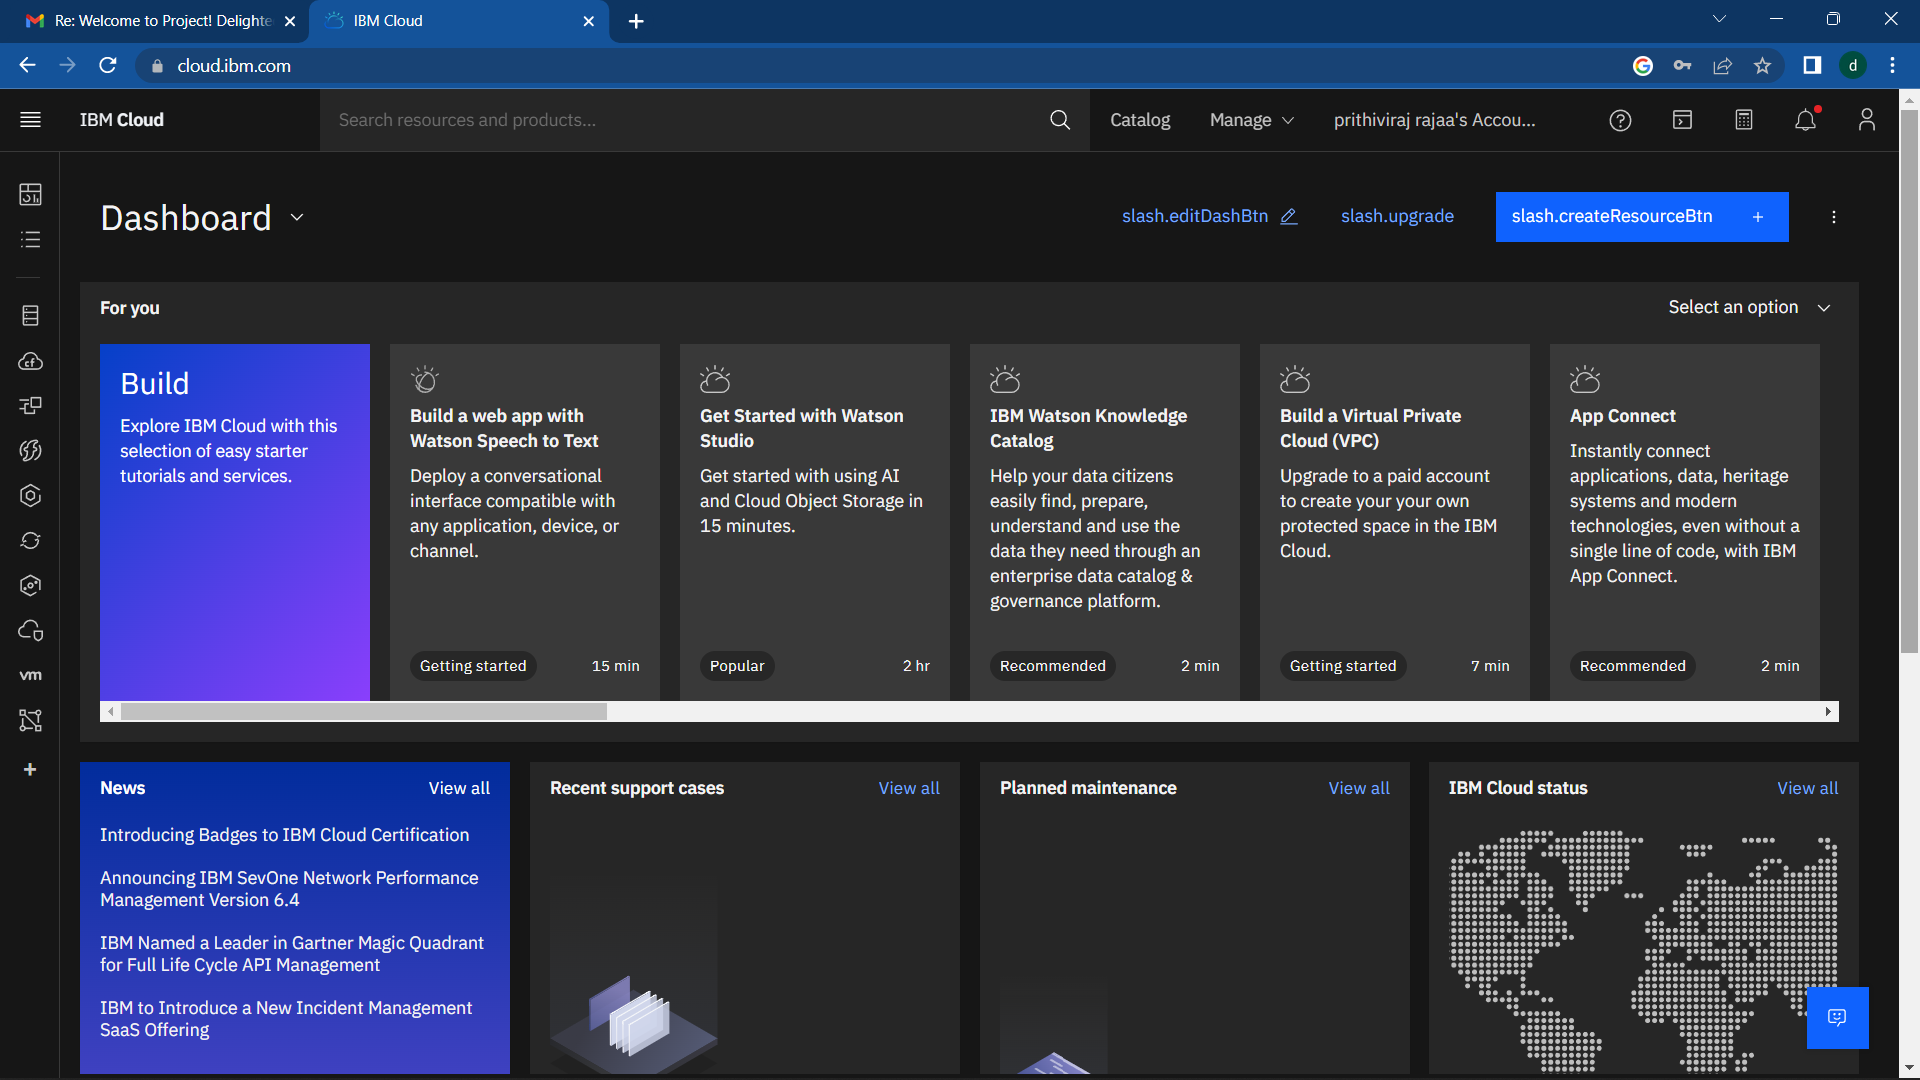 Re: Welcome to Project! Delighte
IBM Cloud
cloud.ibm.com
d
IBM Cloud
Search resources and products...
Catalog
Manage
prithiviraj rajaa's Accou...
Dashboard
slash.editDashBtn
slash.upgrade
slash.createResourceBtn +
For you
Select an option
Build
Explore IBM Cloud with this
selection of easy starter
tutorials and services.
Build a web app with
Watson Speech to Text
Deploy a conversational
interface compatible with
any application, device, or
channel.
Getting started 15 min
Get Started with Watson
Studio
Get started with using AI
and Cloud Object Storage in
15 minutes.
Popular 2 hr
IBM Watson Knowledge
Catalog
Help your data citizens
easily find, prepare,
understand and use the
data they need through an
enterprise data catalog &
governance platform.
Recommended 2 min
Build a Virtual Private
Cloud (VPC)
Upgrade to a paid account
to create your your own
protected space in the IBM
Cloud.
Getting started 7 min
App Connect
Instantly connect
applications, data, heritage
systems and modern
technologies, even without a
single line of code, with IBM
App Connect.
Recommended 2 min
cf
vm
News View all
Introducing Badges to IBM Cloud Certification
Announcing IBM SevOne Network Performance
Management Version 6.4
IBM Named a Leader in Gartner Magic Quadrant
for Full Life Cycle API Management
IBM to Introduce a New Incident Management
SaaS Offering
Recent support cases View all
Planned maintenance View all
IBM Cloud status View all